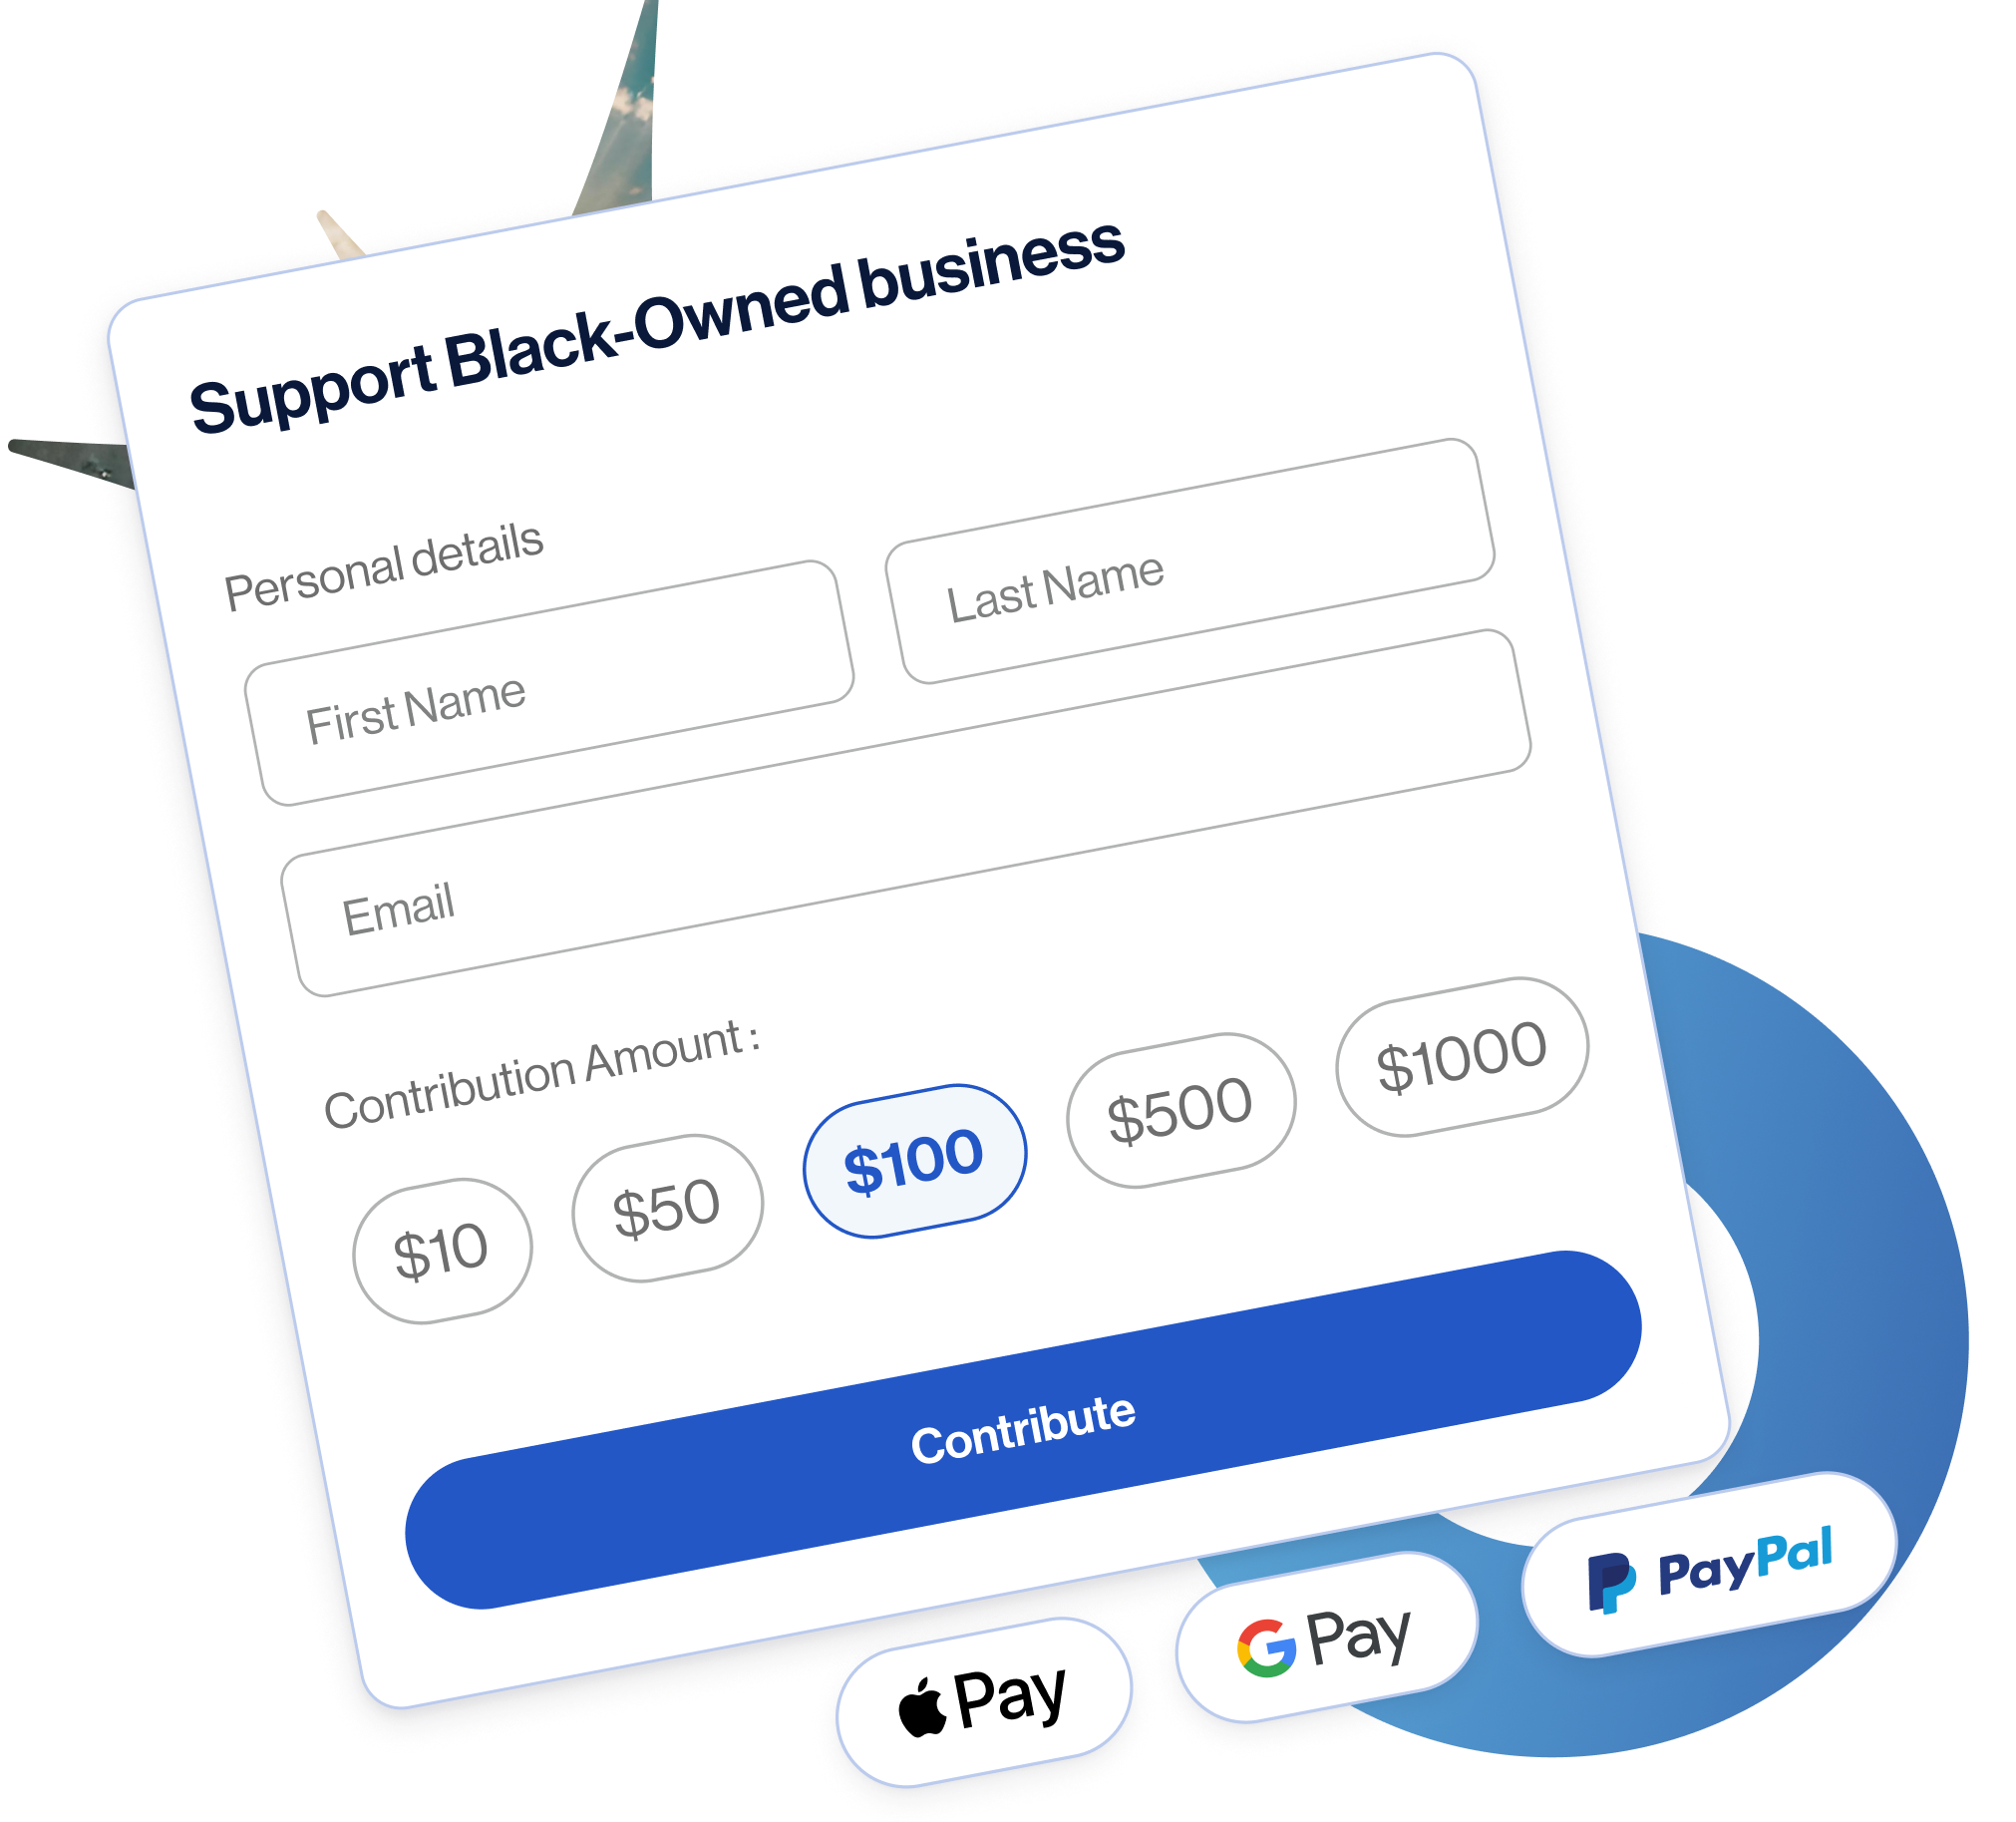 Support Black-Owned business
Personal details
First Name
Last Name
Email
Contribution Amount :
$10
$50
$100
$500
$1000
Contribute
Pay
G Pay
PayPal